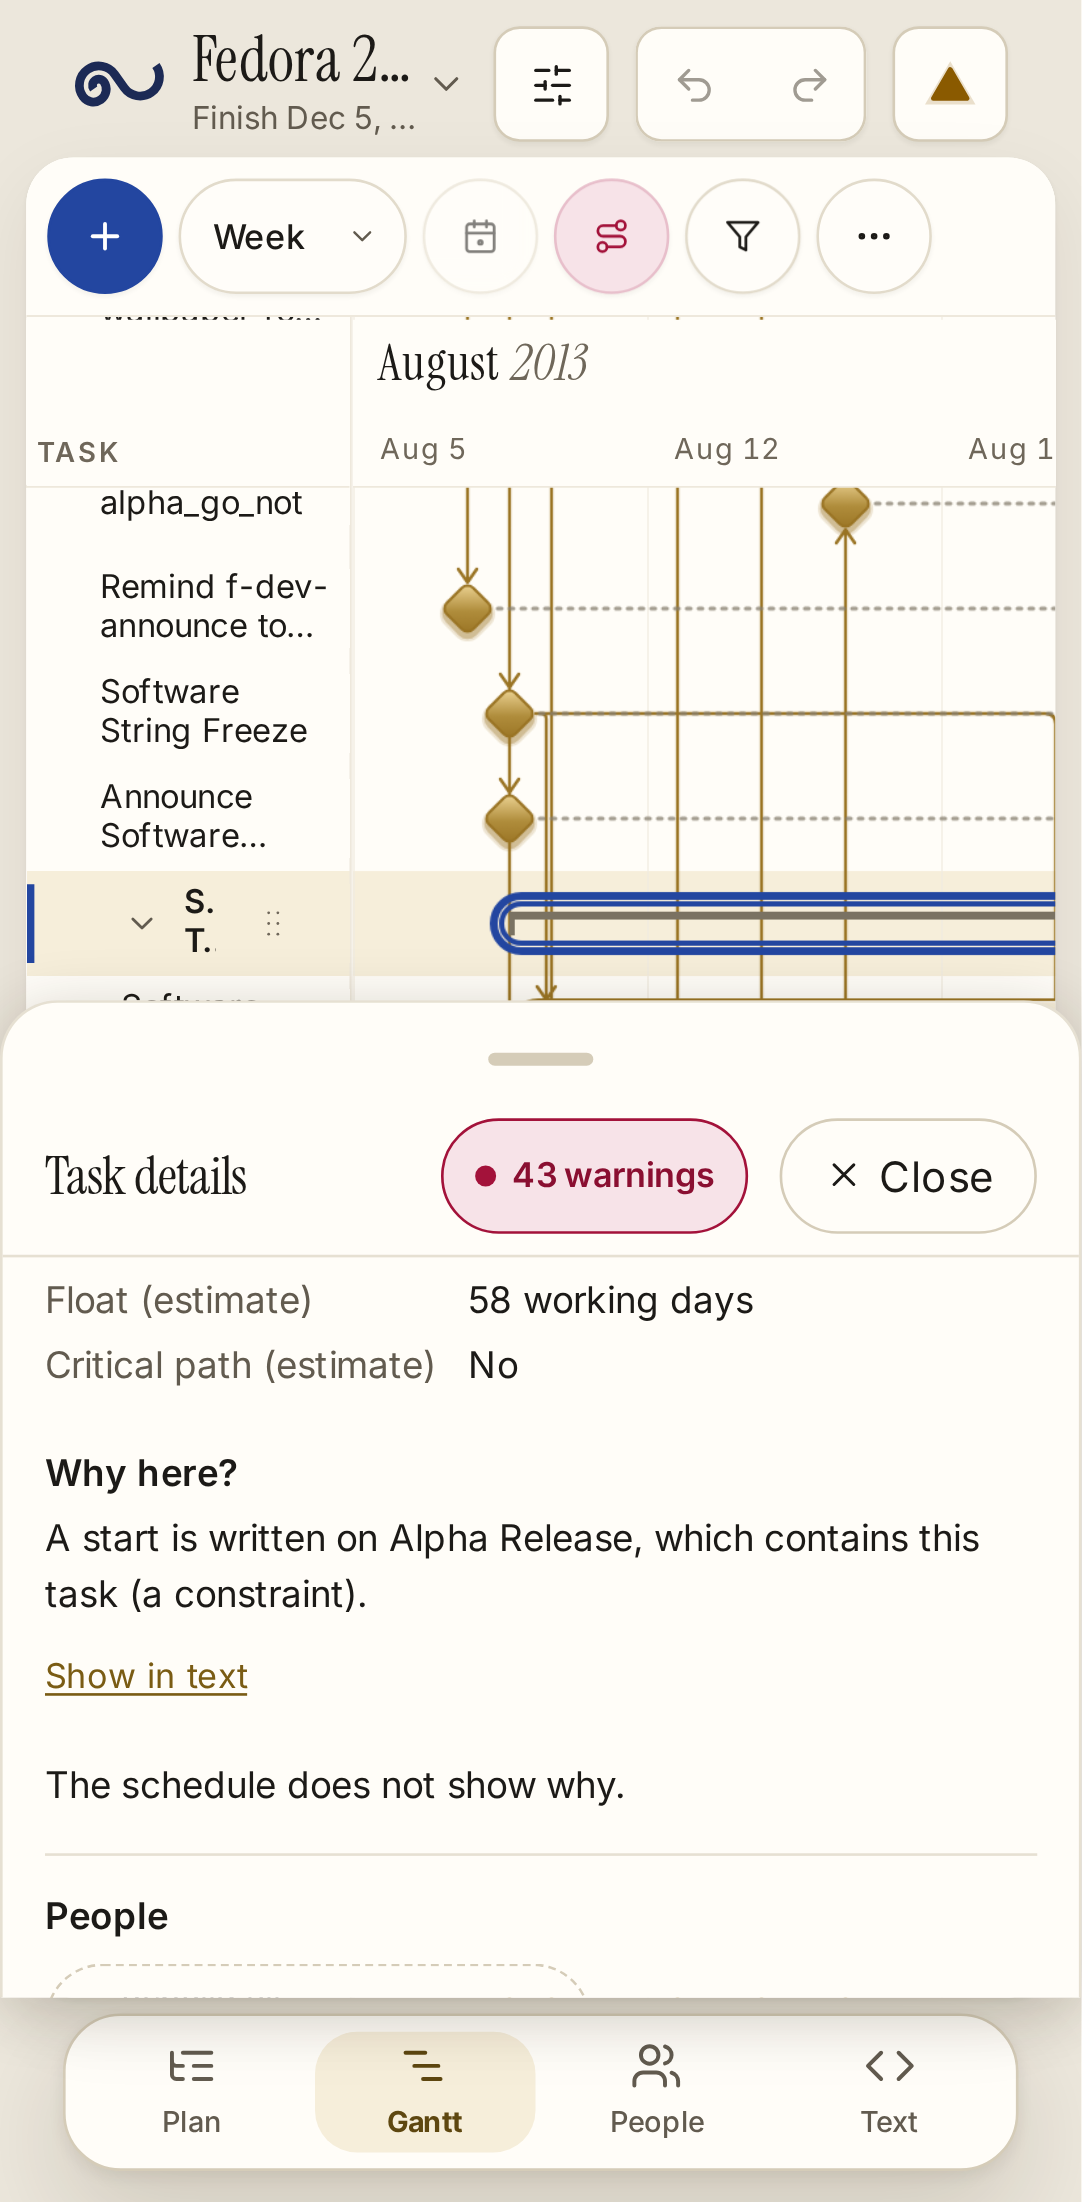 Fedora 2...
Finish Dec 5, ...
Week
August 2013
TASK
Aug 5
Aug 12
Aug 1
alpha_go_not
Remind f-dev-
announce to...
Software
String Freeze
Announce
Software...
S.
T.
Task details
43 warnings
Close
Float (estimate)
58 working days
Critical path (estimate)
No
Why here?
A start is written on Alpha Release, which contains this
task (a constraint).
Show in text
The schedule does not show why.
People
Plan
Gantt
People
Text